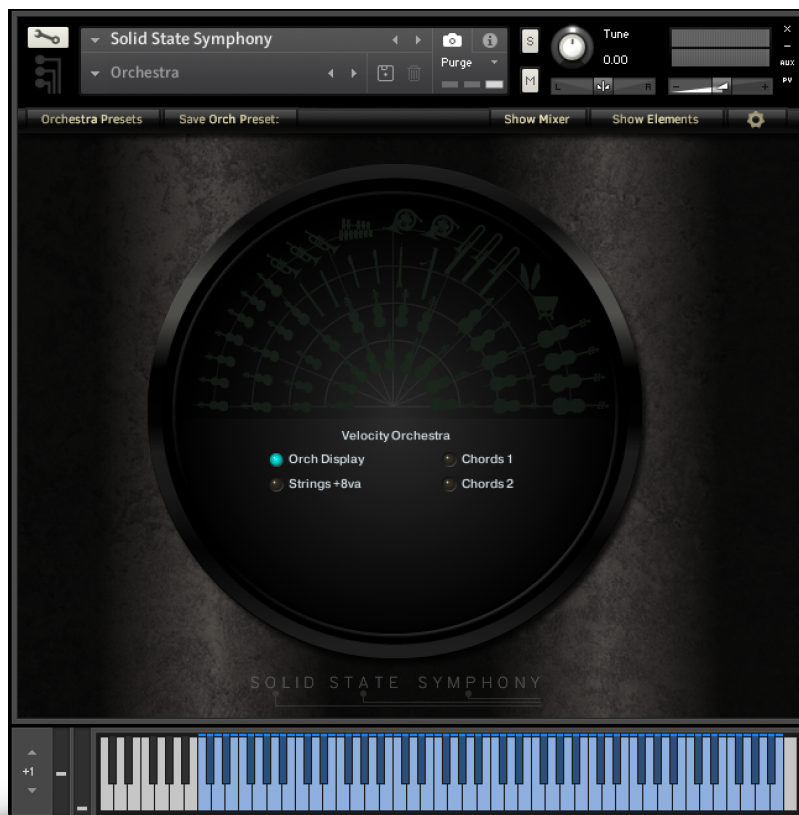 Solid State Symphony
Orchestra
Purge
S
M
Tune
0.00
L
R
-
+
×
–
AUX
PV
Orchestra Presets
Save Orch Preset:
Show Mixer
Show Elements
Velocity Orchestra
Orch Display
Chords 1
Strings +8va
Chords 2
SOLID STATE SYMPHONY
+1